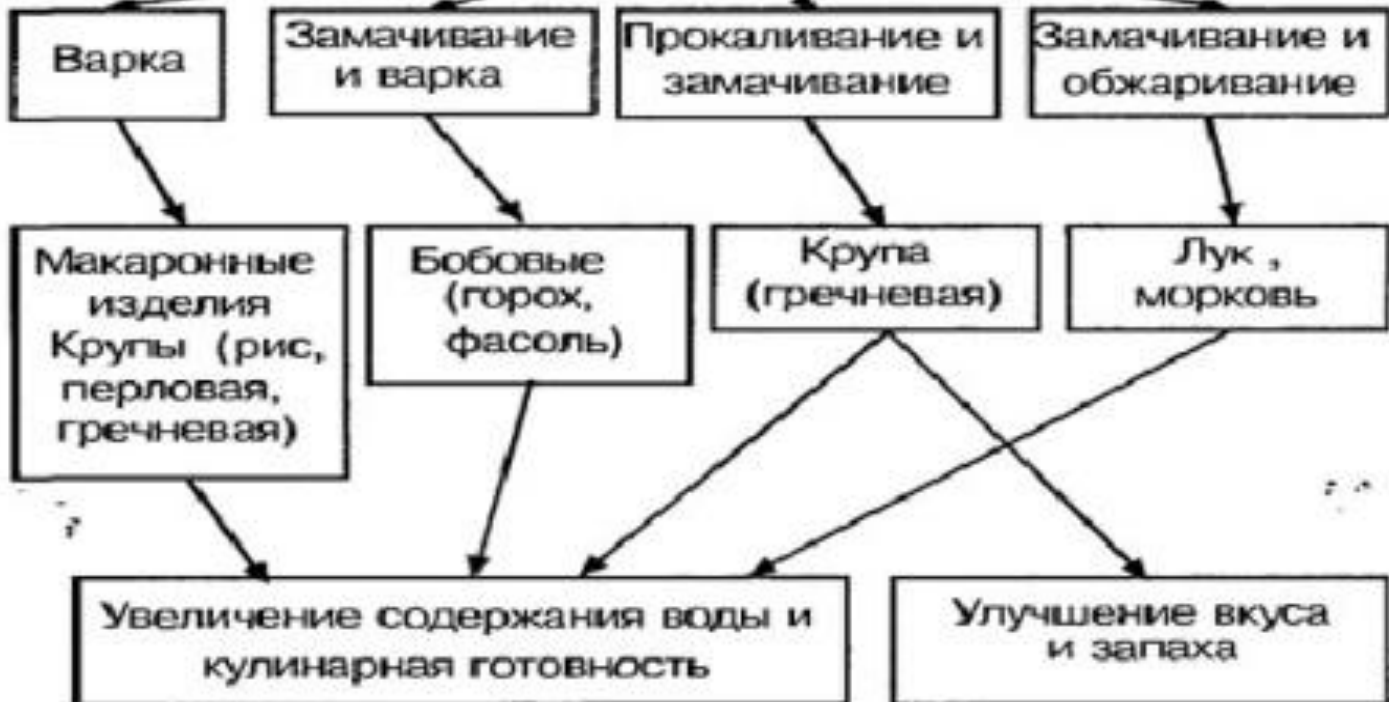 Варка
Замачивание
и варка
Прокаливание и
замачивание
Замачивание и
обжаривание
Макаронные
изделия
Крупы (рис,
перловая,
гречневая)
Бобовые
(горох,
фасоль)
Крупа
(гречневая)
Лук ,
морковь
Увеличение содержания воды и
кулинарная готовность
Улучшение вкуса
и запаха